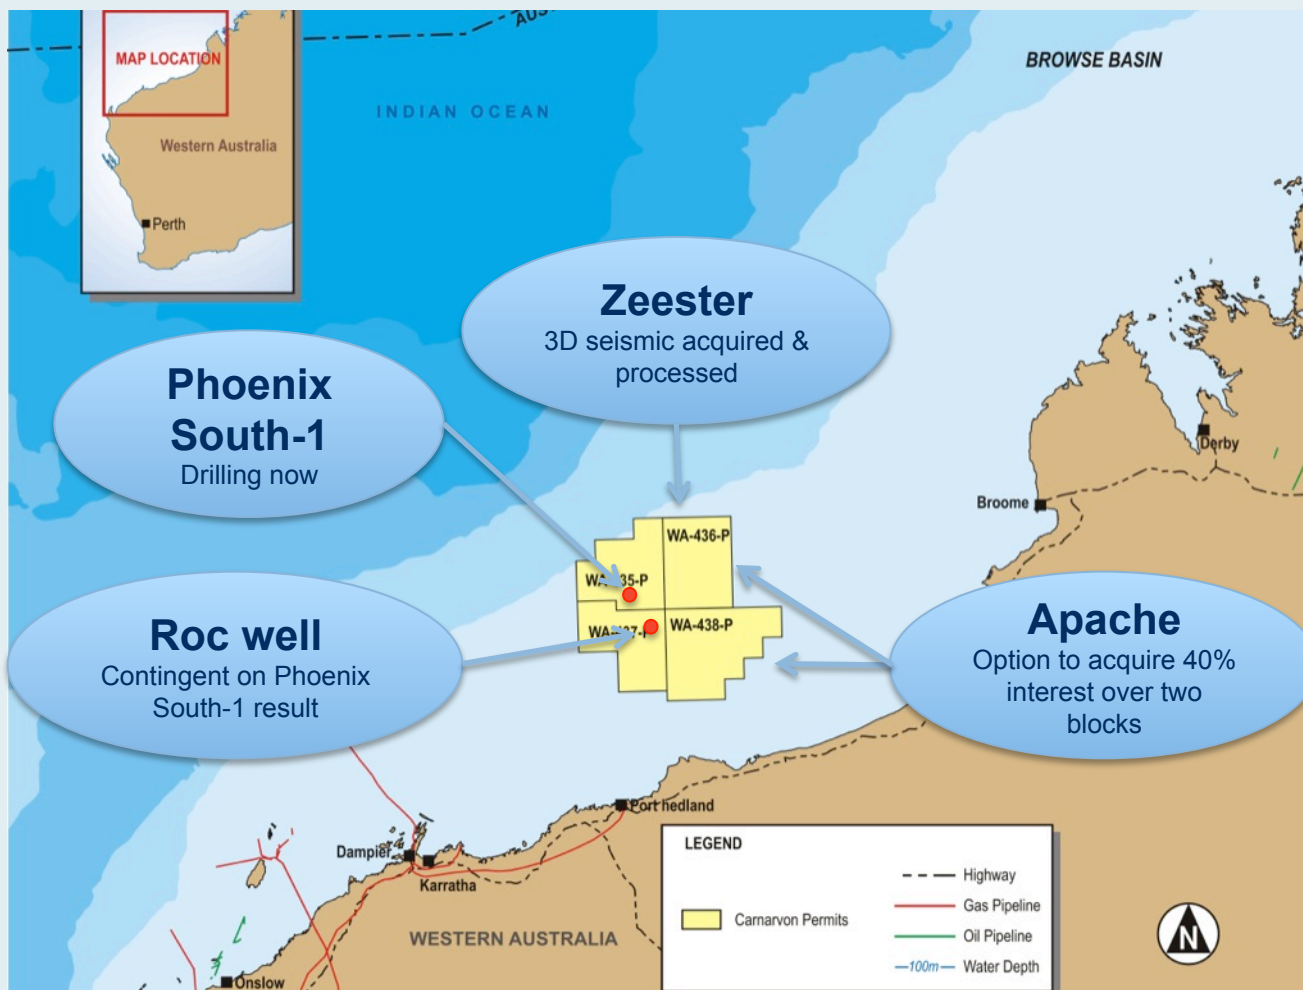 AUS
MAP LOCATION
BROWSE BASIN
INDIAN OCEAN
Western Australia
Perth
Zeester
3D seismic acquired &
processed
Phoenix
South-1
Drilling now
Derby
Broome
WA-436-P
35-P
Roc well
Contingent on Phoenix
South-1 result
WA-438-P
Apache
Option to acquire 40%
interest over two
blocks
Port hedland
Dampier
Karratha
WESTERN AUSTRALIA
Onslow
LEGEND
Carnarvon Permits
Highway
Gas Pipeline
Oil Pipeline
100m
Water Depth
N